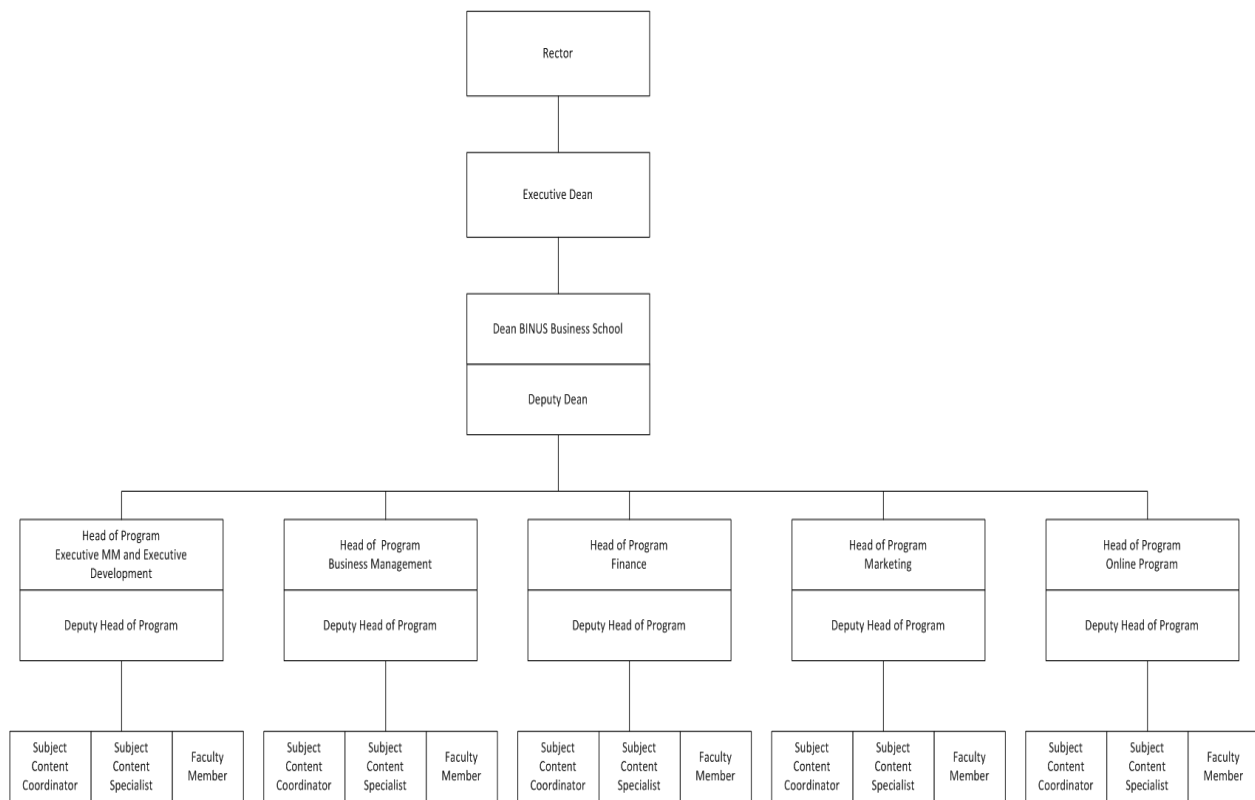 Rector
Executive Dean
Dean BINUS Business School
Deputy Dean
Head of Program
Executive MM and Executive
Development
Deputy Head of Program
Head of Program
Business Management
Deputy Head of Program
Head of Program
Finance
Deputy Head of Program
Head of Program
Marketing
Deputy Head of Program
Head of Program
Online Program
Deputy Head of Program
Subject
Content
Coordinator
Subject
Content
Specialist
Faculty
Member
Subject
Content
Coordinator
Subject
Content
Specialist
Faculty
Member
Subject
Content
Coordinator
Subject
Content
Specialist
Faculty
Member
Subject
Content
Coordinator
Subject
Content
Specialist
Faculty
Member
Subject
Content
Coordinator
Subject
Content
Specialist
Faculty
Member